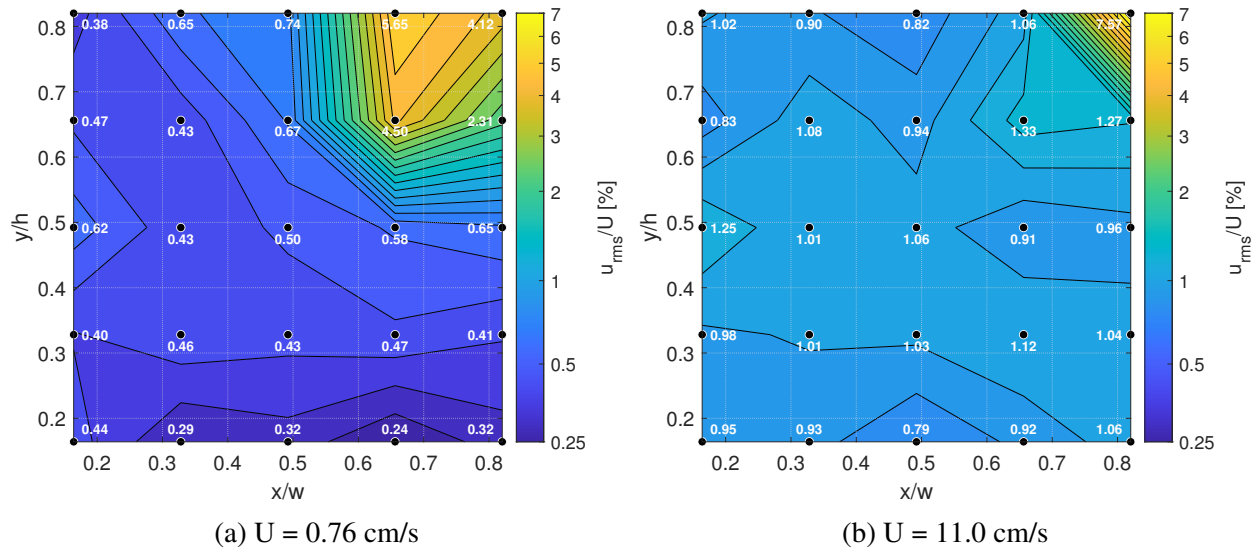 0.8
0.7
0.6
0.5
0.4
0.3
0.2
y/h
0.38 0.65 0.74 5.65 4.12
0.47 0.43 0.67 4.50 2.31
0.62 0.43 0.50 0.58 0.65
0.40 0.46 0.43 0.47 0.41
0.44 0.29 0.32 0.24 0.32
0.2 0.3 0.4 0.5 0.6 0.7 0.8
x/w
7
6
5
4
3
2
1
0.5
0.25
u_rms/U [%]
(a) U = 0.76 cm/s
0.8
0.7
0.6
0.5
0.4
0.3
0.2
y/h
1.02 0.90 0.82 1.06 7.57
0.83 1.08 0.94 1.33 1.27
1.25 1.01 1.06 0.91 0.96
0.98 1.01 1.03 1.12 1.04
0.95 0.93 0.79 0.92 1.06
0.2 0.3 0.4 0.5 0.6 0.7 0.8
x/w
7
6
5
4
3
2
1
0.5
0.25
u_rms/U [%]
(b) U = 11.0 cm/s